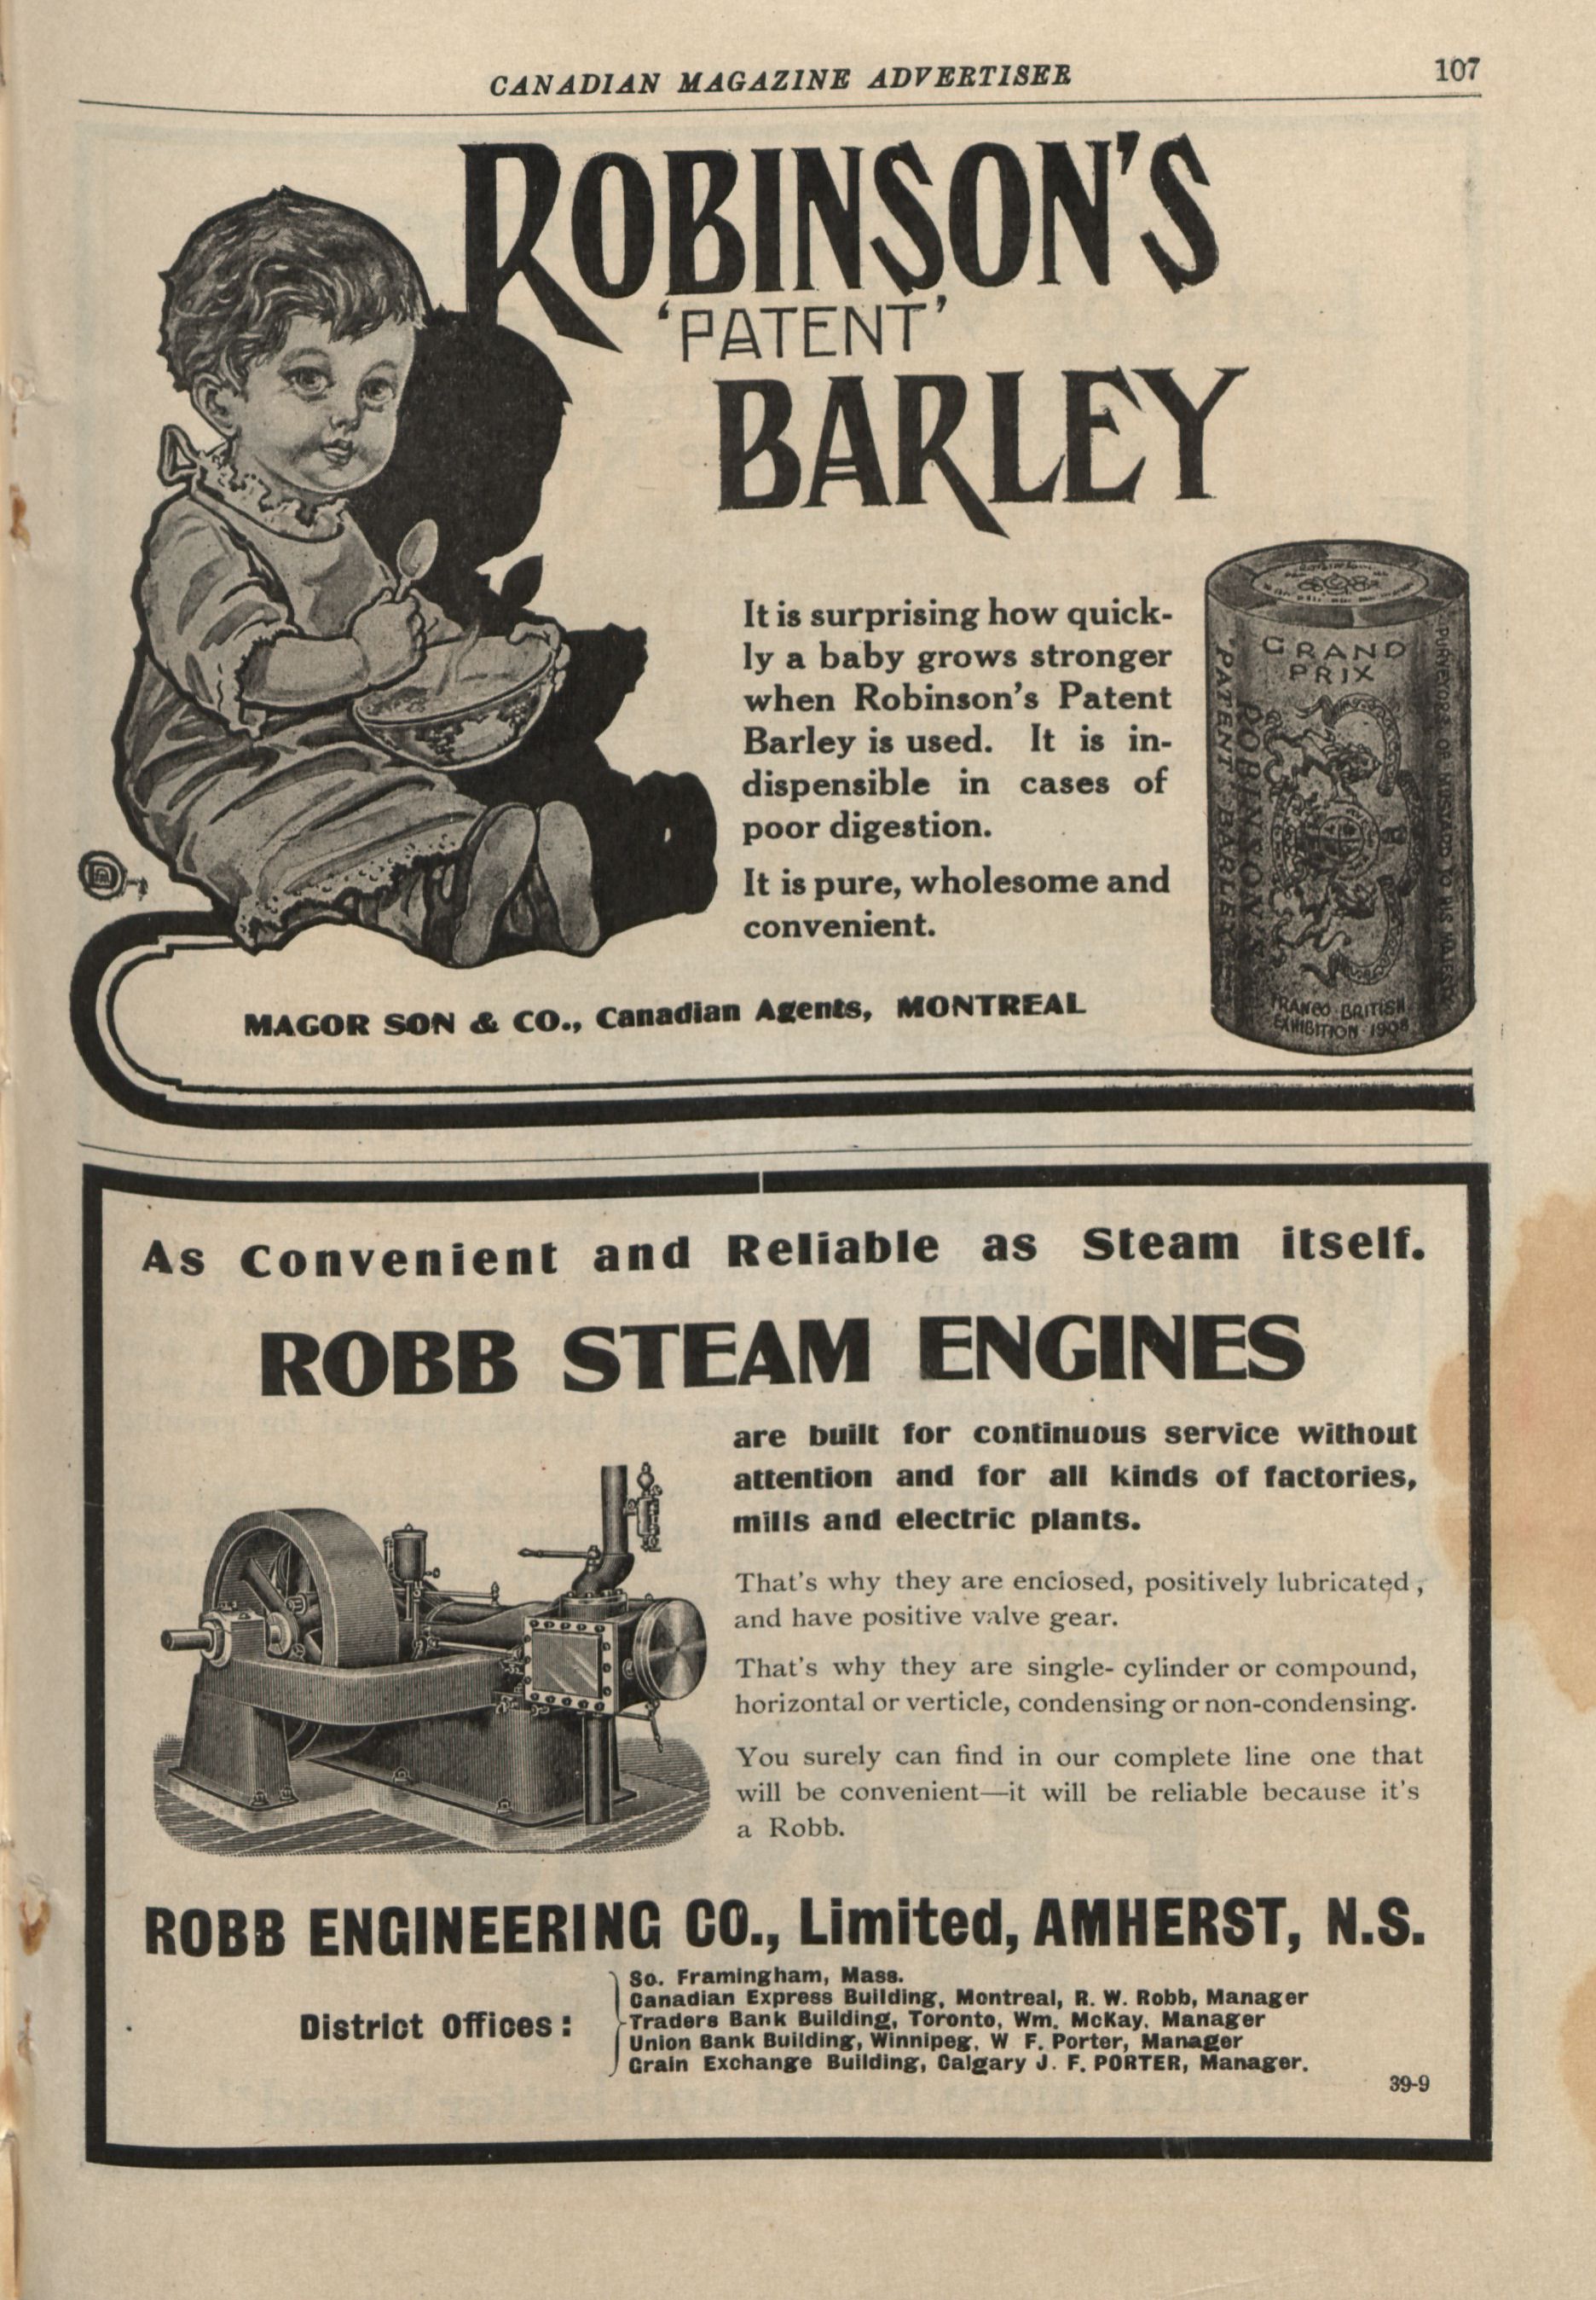 CANADIAN MAGAZINE ADVERTISER 107
ROBINSON'S
'PATENT'
BARLEY
It is surprising how quick-
ly a baby grows stronger
when Robinson's Patent
Barley is used. It is in-
dispensible in cases of
poor digestion.
It is pure, wholesome and
convenient.
GRAND
PRIX
"PATENT BARLEY"
ROBINSON'S
PURVEYORS OF MUSTARD TO HIS MAJESTY
FRANCO-BRITISH
EXHIBITION 1908
MAGOR SON & CO., Canadian Agents, MONTREAL
As Convenient and Reliable as Steam itself.
ROBB STEAM ENGINES
are built for continuous service without
attention and for all kinds of factories,
mills and electric plants.
That's why they are enclosed, positively lubricated,
and have positive valve gear.
That's why they are single- cylinder or compound,
horizontal or verticle, condensing or non-condensing.
You surely can find in our complete line one that
will be convenient—it will be reliable because it's
a Robb.
ROBB ENGINEERING CO., Limited, AMHERST, N.S.
District Offices:
So. Framingham, Mass.
Canadian Express Building, Montreal, R. W. Robb, Manager
Traders Bank Building, Toronto, Wm. McKay, Manager
Union Bank Building, Winnipeg, W F. Porter, Manager
Grain Exchange Building, Calgary J. F. PORTER, Manager.
39-9